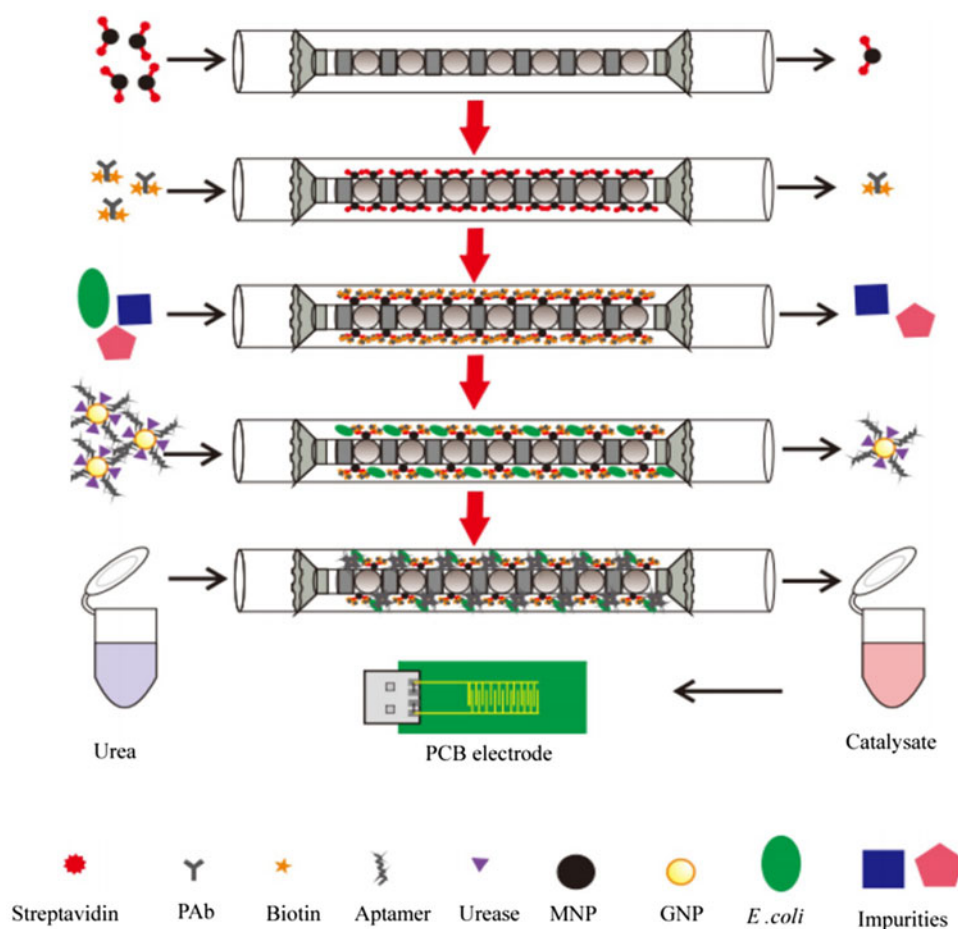 Urea
PCB electrode
Catalysate
Streptavidin
PAb
Biotin
Aptamer
Urease
MNP
GNP
E .coli
Impurities